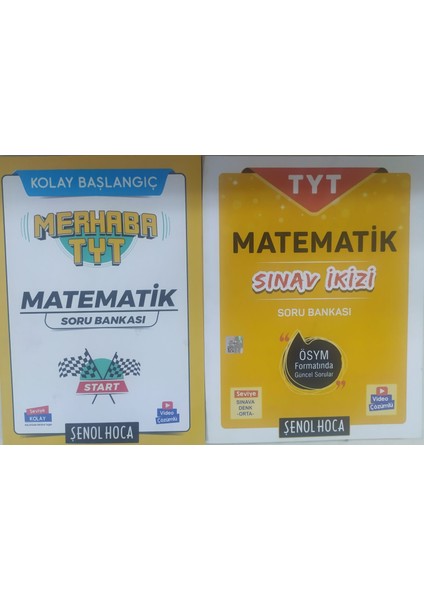 KOLAY BAŞLANGIÇ
MERHABA
TYT
MATEMATİK
SORU BANKASI
START
Seviye
KOLAY
Video
Çözümlü
ŞENOL HOCA
TYT
MATEMATİK
SINAV İKİZİ
SORU BANKASI
“ÖSYM
Formatında
Güncel Sorular”
Seviye
SINAVA
DENK
-ORTA-
Video
Çözümlü
ŞENOL HOCA